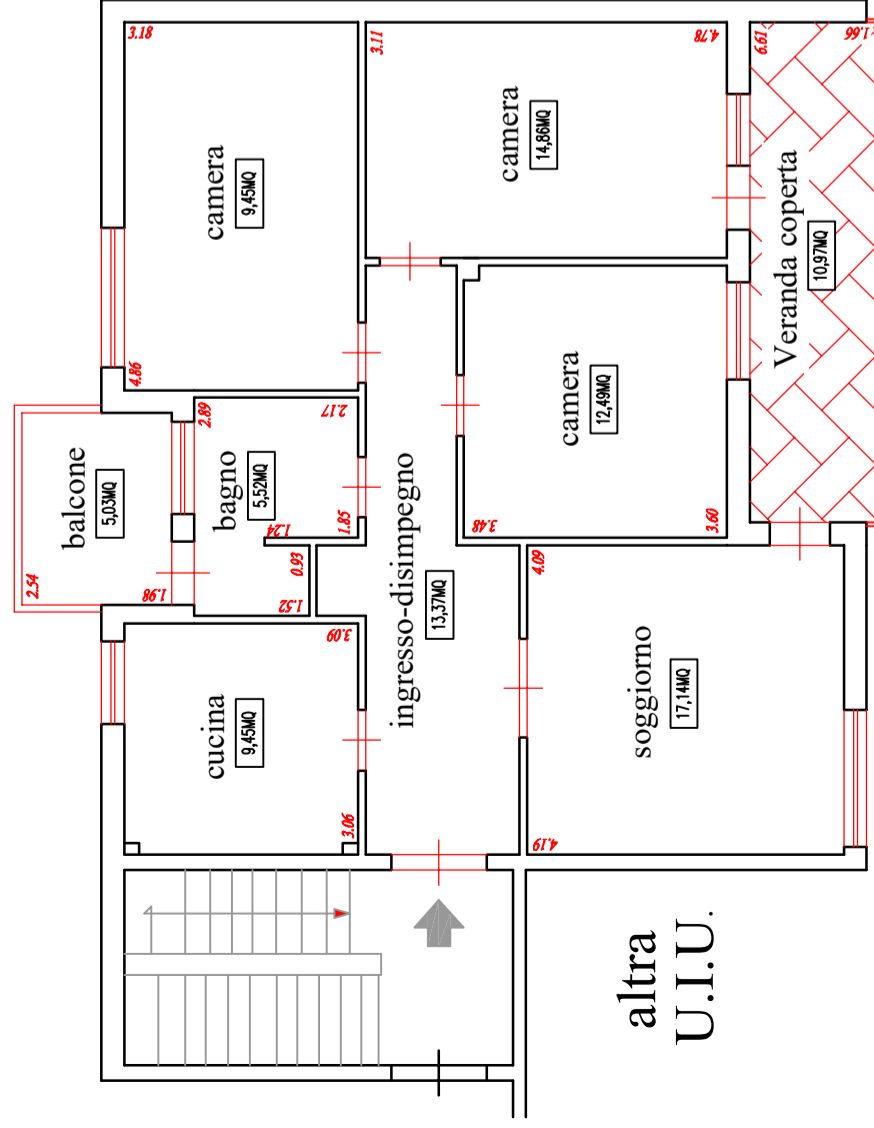 3.18
camera
9,45MQ
4.86
3.11
4.78
camera
14,86MQ
6.61
1.66
Veranda coperta
10,97MQ
2.54
balcone
5,03MQ
1.98
2.89
2.17
bagno
5,52MQ
1.24
1.85
0.93
1.52
camera
12,49MQ
3.48
3.60
ingresso-disimpegno
13,37MQ
3.09
cucina
9,45MQ
3.06
4.09
soggiorno
17,14MQ
4.19
altra
U.I.U.